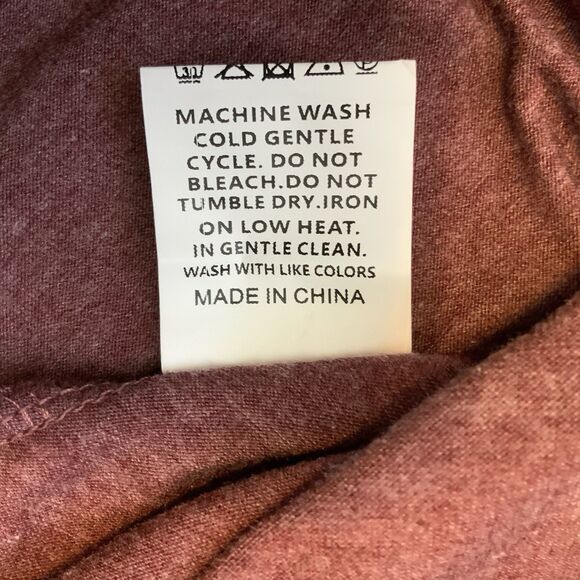 30
P
MACHINE WASH
COLD GENTLE
CYCLE. DO NOT
BLEACH.DO NOT
TUMBLE DRY.IRON
ON LOW HEAT.
IN GENTLE CLEAN.
WASH WITH LIKE COLORS
MADE IN CHINA